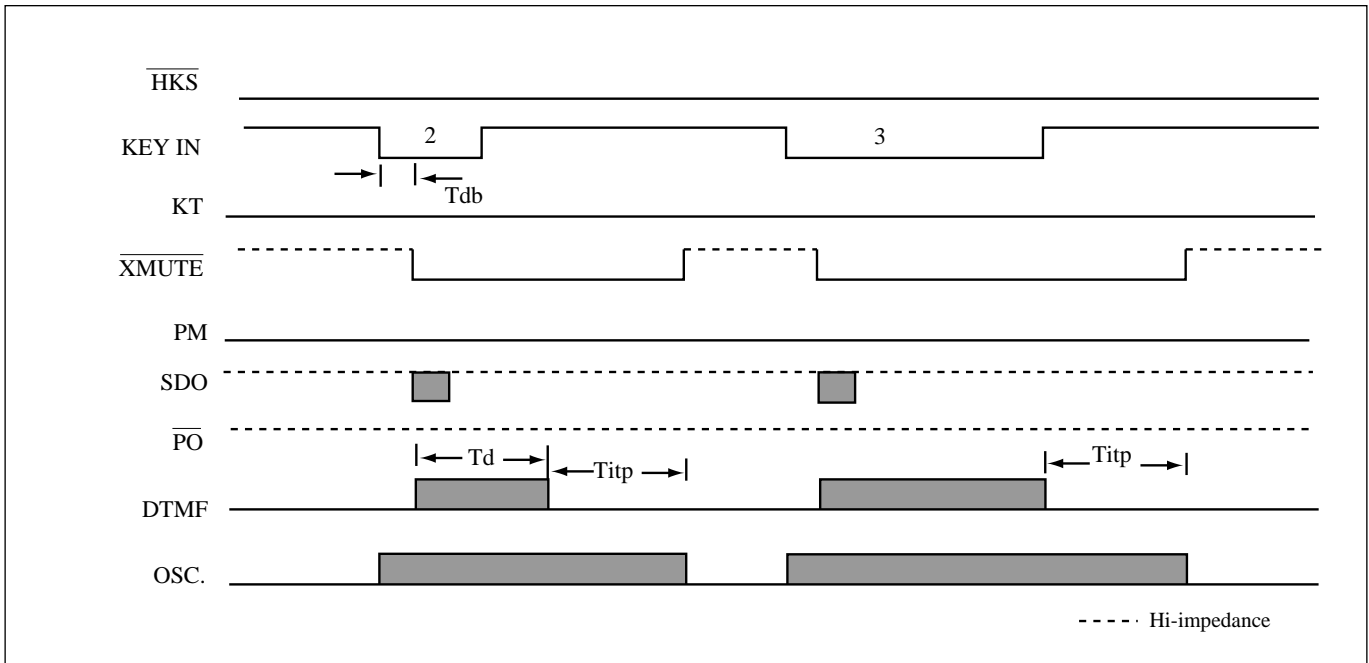 HKS
KEY IN
2
3
Tdb
KT
XMUTE
PM
SDO
PO
Td
Titp
Titp
DTMF
OSC.
Hi-impedance